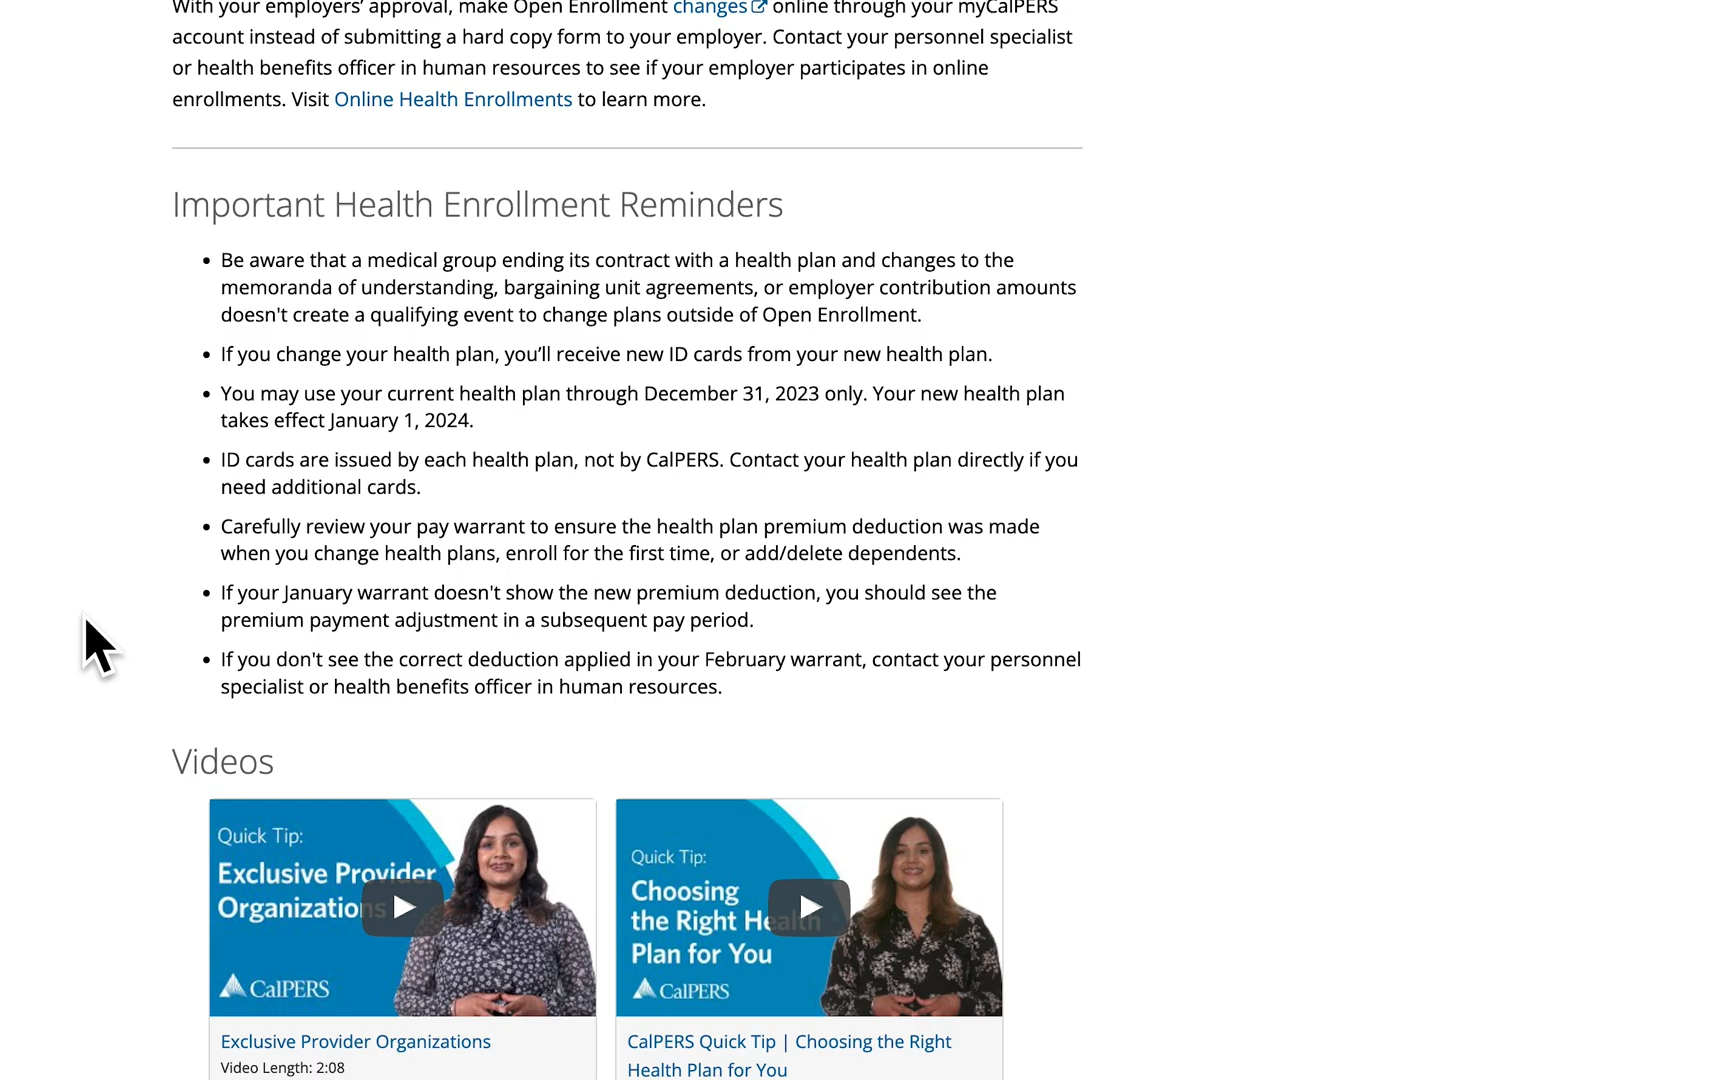 With your employers’ approval, make Open Enrollment changes online through your myCalPERS
account instead of submitting a hard copy form to your employer. Contact your personnel specialist
or health benefits officer in human resources to see if your employer participates in online
enrollments. Visit Online Health Enrollments to learn more.
Important Health Enrollment Reminders
• Be aware that a medical group ending its contract with a health plan and changes to the
memoranda of understanding, bargaining unit agreements, or employer contribution amounts
doesn't create a qualifying event to change plans outside of Open Enrollment.
• If you change your health plan, you’ll receive new ID cards from your new health plan.
• You may use your current health plan through December 31, 2023 only. Your new health plan
takes effect January 1, 2024.
• ID cards are issued by each health plan, not by CalPERS. Contact your health plan directly if you
need additional cards.
• Carefully review your pay warrant to ensure the health plan premium deduction was made
when you change health plans, enroll for the first time, or add/delete dependents.
• If your January warrant doesn't show the new premium deduction, you should see the
premium payment adjustment in a subsequent pay period.
• If you don't see the correct deduction applied in your February warrant, contact your personnel
specialist or health benefits officer in human resources.
Videos
Quick Tip:
Exclusive Provider
Organizations
CalPERS
Exclusive Provider Organizations
Video Length: 2:08
Quick Tip:
Choosing
the Right Health
Plan for You
CalPERS
CalPERS Quick Tip | Choosing the Right
Health Plan for You